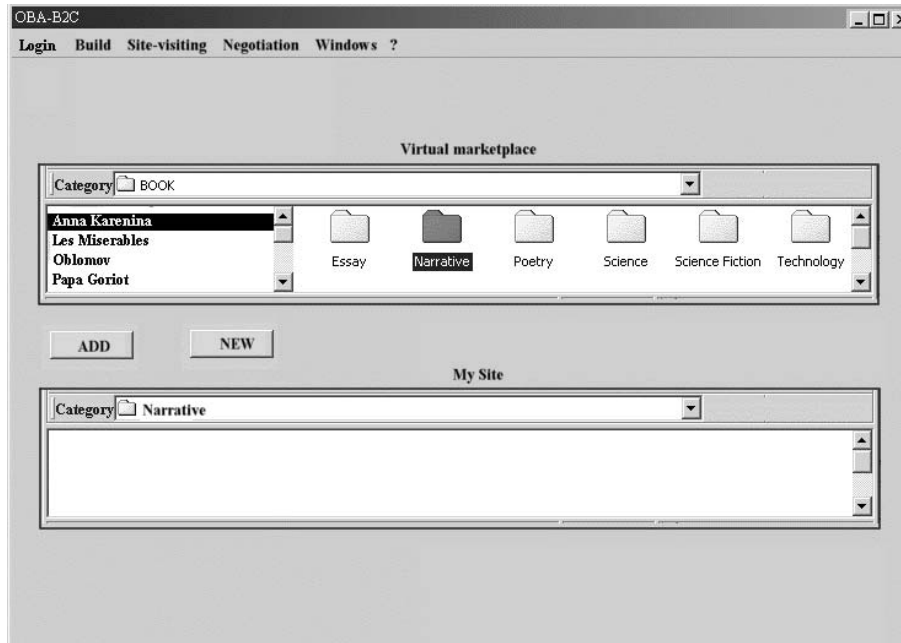 OBA-B2C
Login Build Site-visiting Negotiation Windows ?
Virtual marketplace
Category BOOK
Anna Karenina
Les Miserables
Oblomov
Papa Goriot
Essay Narrative Poetry Science Science Fiction Technology
ADD NEW
My Site
Category Narrative